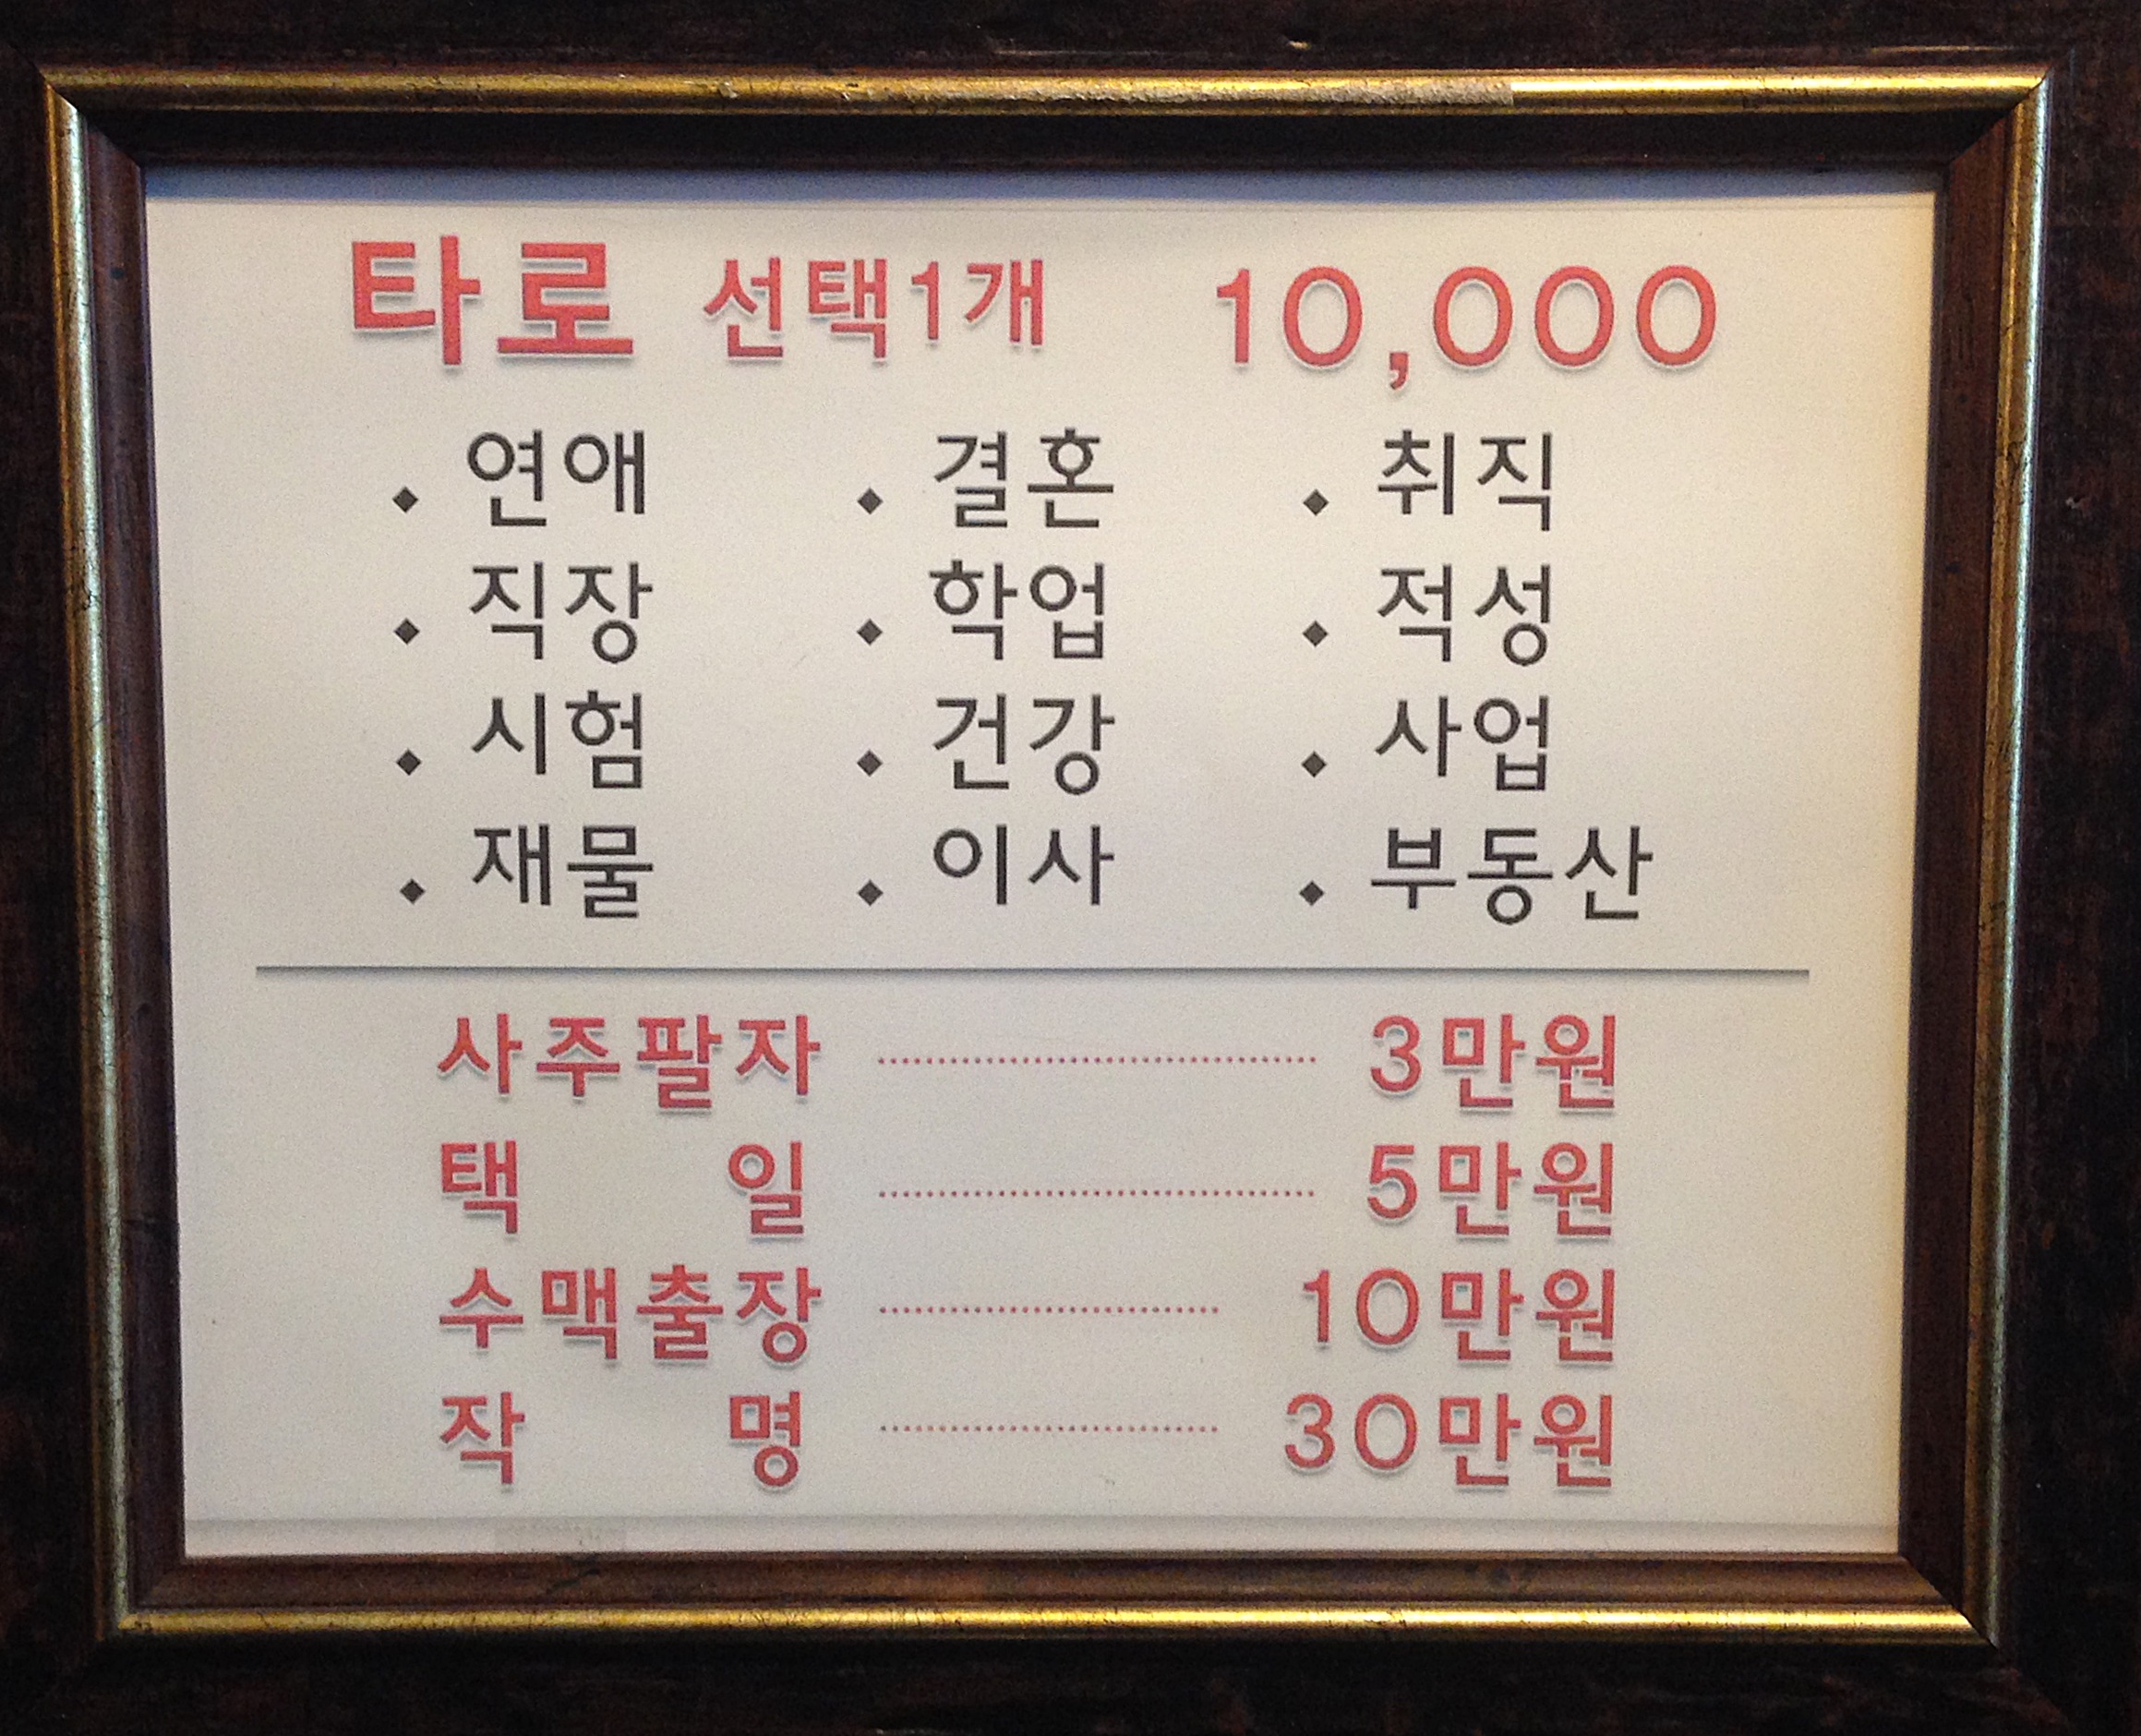 타로 선택1개 10,000
◆ 연애 ◆ 결혼 ◆ 취직
◆ 직장 ◆ 학업 ◆ 적성
◆ 시험 ◆ 건강 ◆ 사업
◆ 재물 ◆ 이사 ◆ 부동산
사주팔자 ........................ 3만원
택 일 ........................ 5만원
수맥출장 .................... 10만원
작 명 .................... 30만원